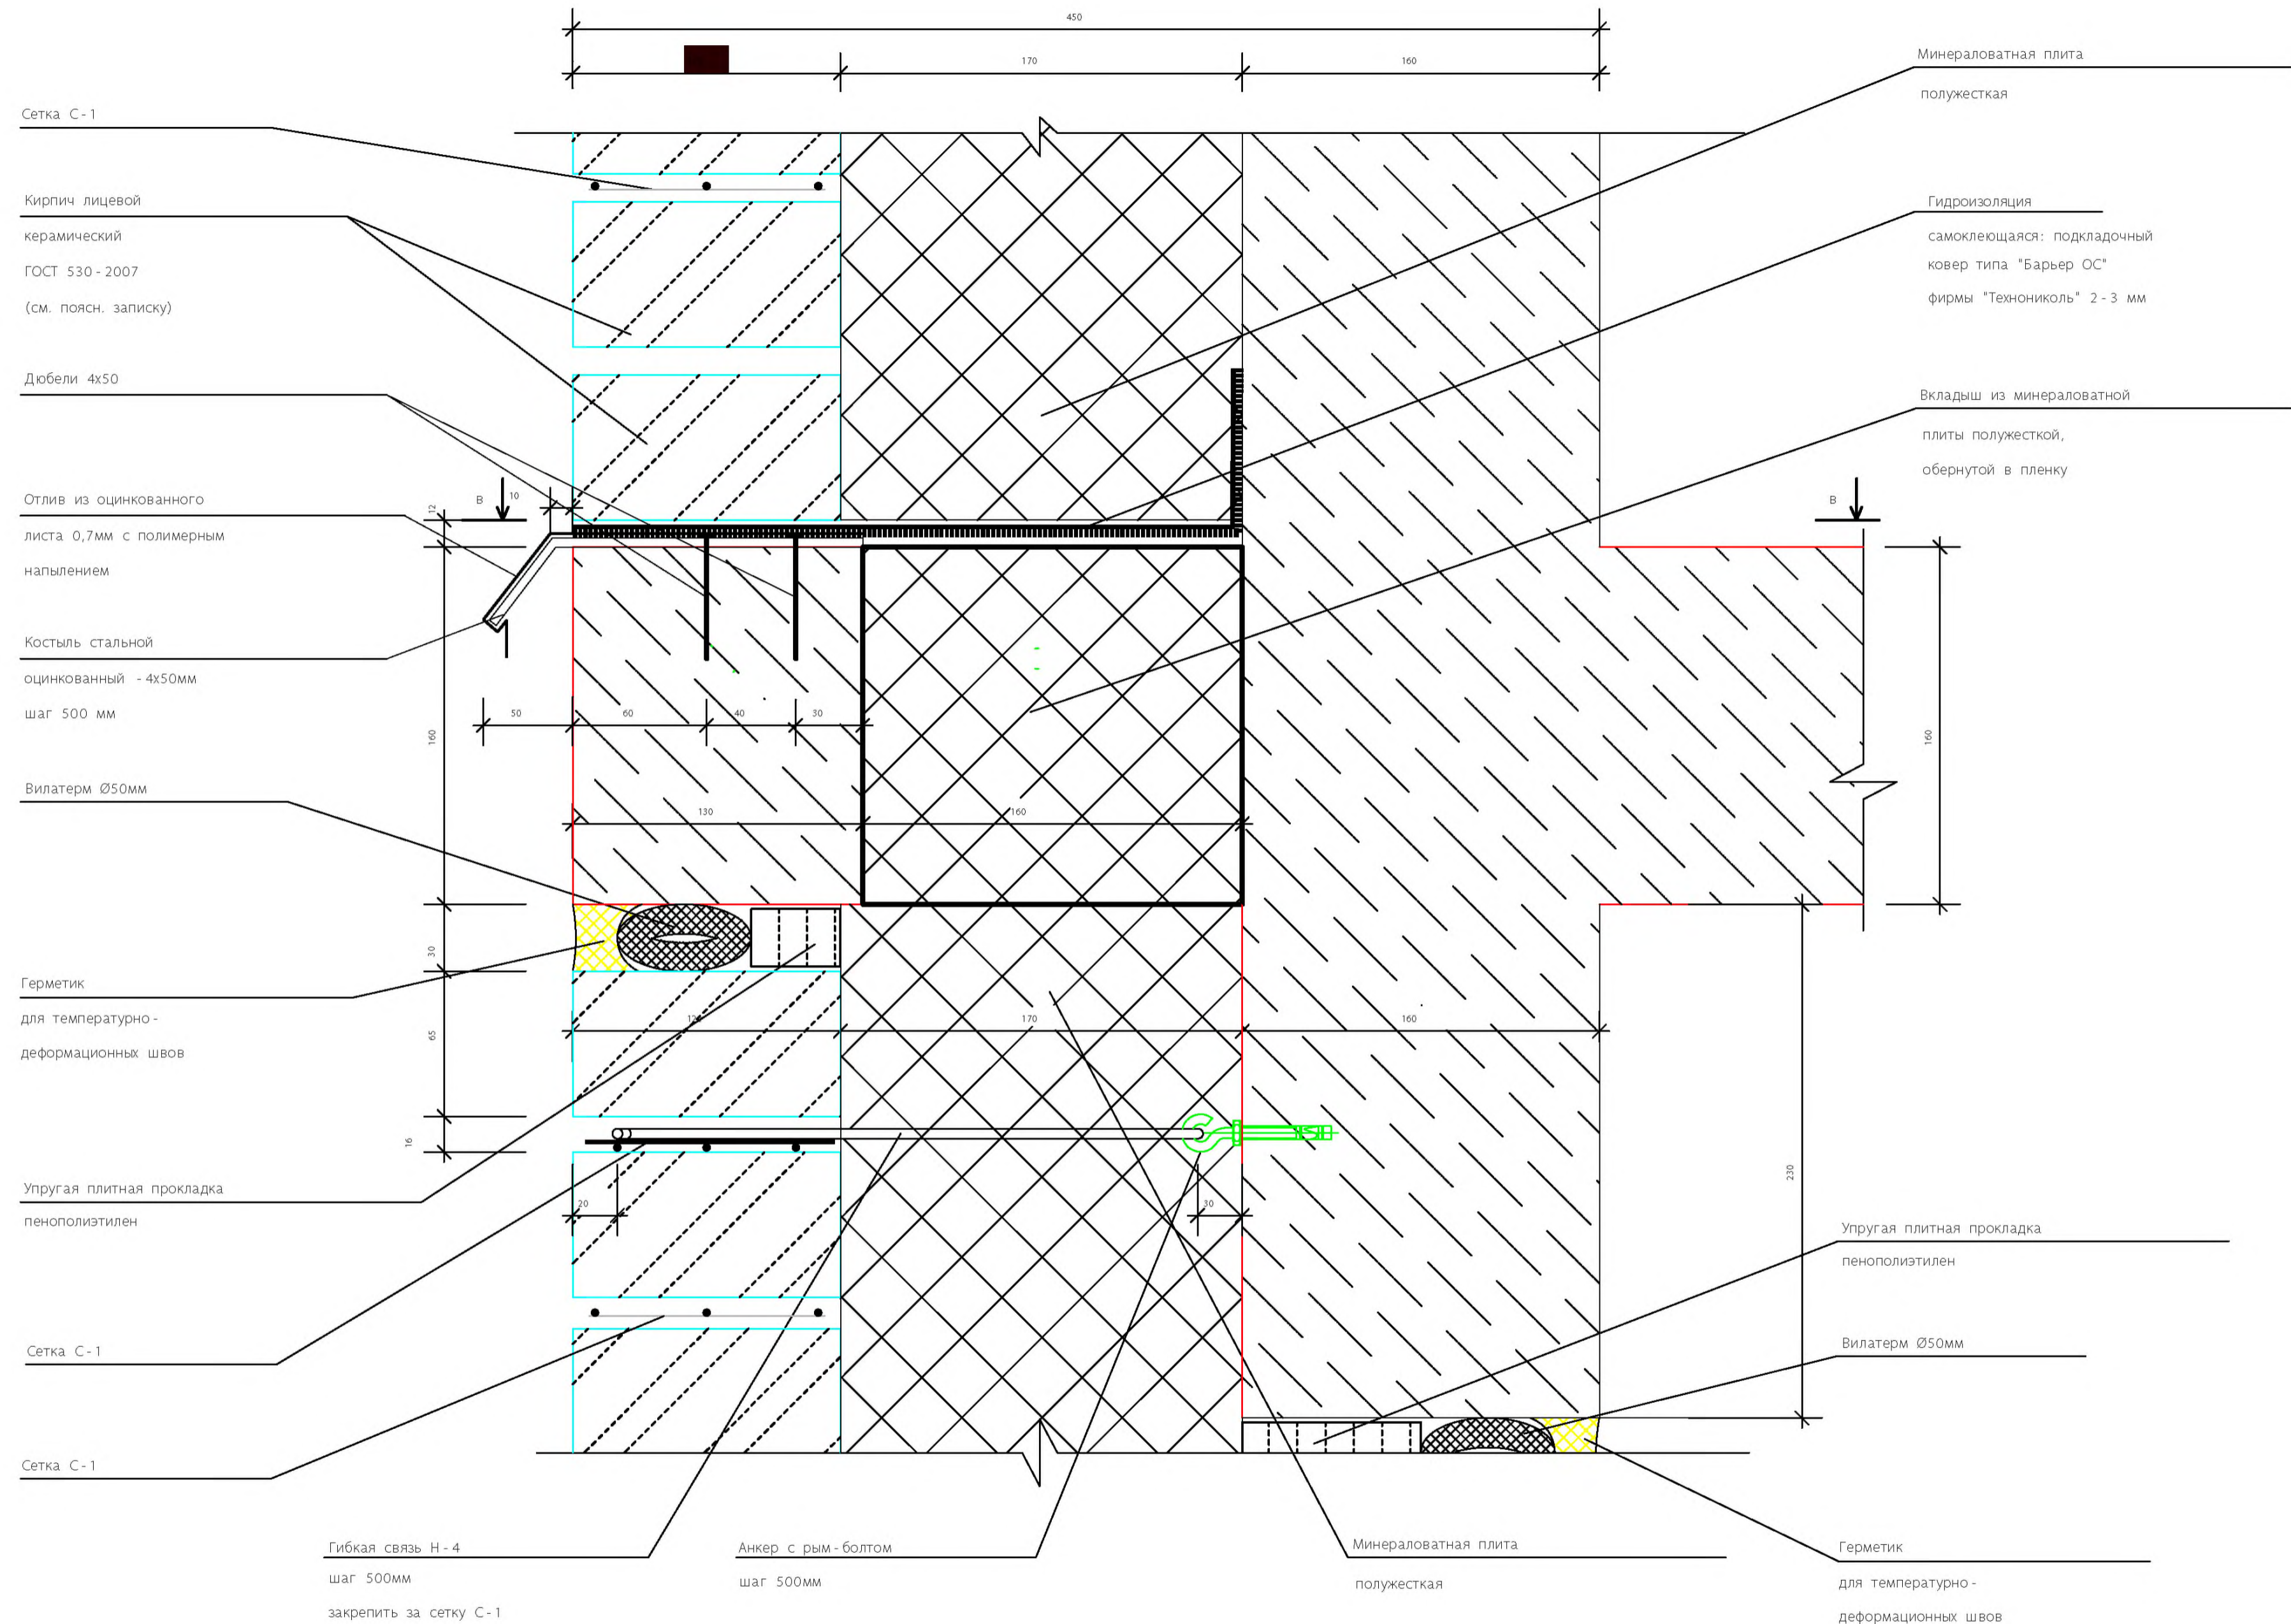 450
170
160
Сетка С-1
Кирпич лицевой
керамический
ГОСТ 530-2007
(см. поясн. записку)
Дюбели 4х50
Отлив из оцинкованного
листа 0,7мм с полимерным
напылением
Костыль стальной
оцинкованный - 4х50мм
шаг 500 мм
Вилатерм Ø50мм
Герметик
для температурно-
деформационных швов
Упругая плитная прокладка
пенополиэтилен
Сетка С-1
Сетка С-1
Гибкая связь Н-4
шаг 500мм
закрепить за сетку С-1
Анкер с рым-болтом
шаг 500мм
Минераловатная плита
полужесткая
Герметик
для температурно-
деформационных швов
Вилатерм Ø50мм
Упругая плитная прокладка
пенополиэтилен
Минераловатная плита
полужесткая
Гидроизоляция
самоклеющаяся: подкладочный
ковер типа "Барьер ОС"
фирмы "Технониколь" 2-3 мм
Вкладыш из минераловатной
плиты полужесткой,
обернутой в пленку
В
10
В
12
160
30
65
16
50
60
40
30
130
160
170
160
20
30
160
230